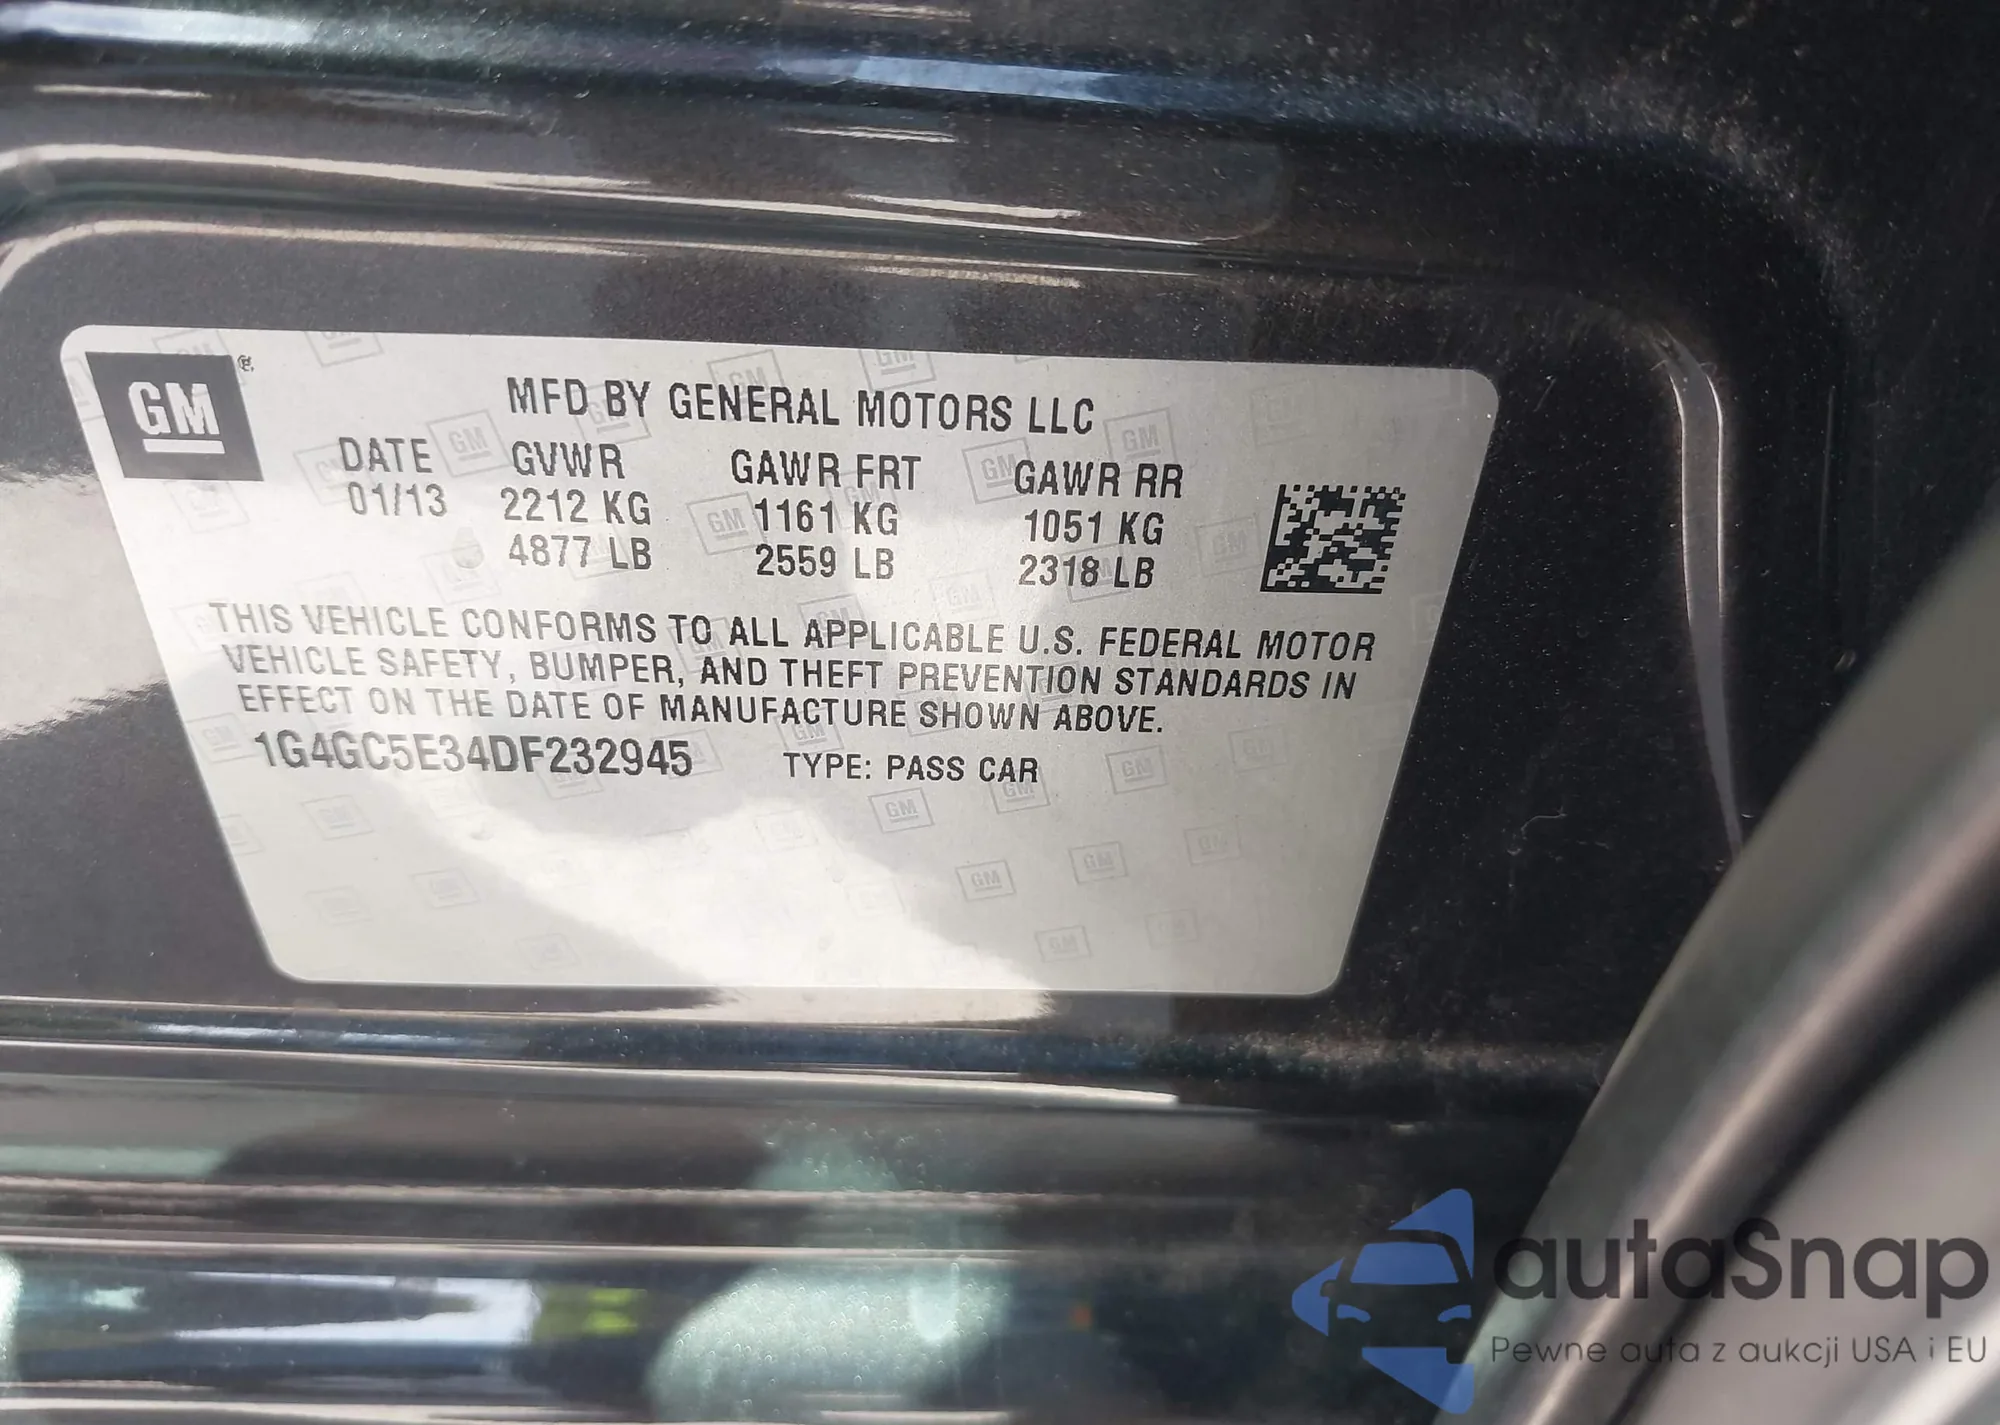 GM
MFD BY GENERAL MOTORS LLC
DATE GVWR GAWR FRT GAWR RR
01/13 2212 KG 1161 KG 1051 KG
4877 LB 2559 LB 2318 LB
THIS VEHICLE CONFORMS TO ALL APPLICABLE U.S. FEDERAL MOTOR
VEHICLE SAFETY, BUMPER, AND THEFT PREVENTION STANDARDS IN
EFFECT ON THE DATE OF MANUFACTURE SHOWN ABOVE.
1G4GC5E34DF232945 TYPE: PASS CAR
autaSnap
Pewne auta z aukcji USA i EU